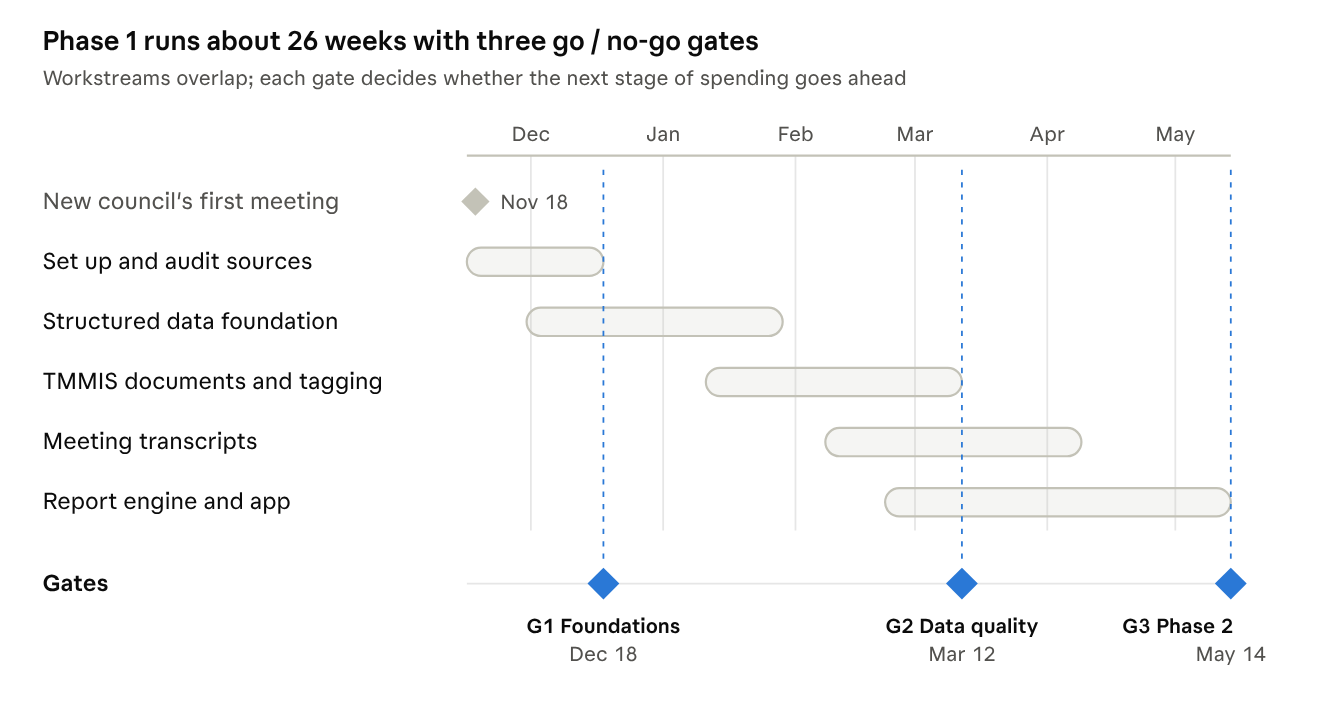 Phase 1 runs about 26 weeks with three go / no-go gates
Workstreams overlap; each gate decides whether the next stage of spending goes ahead
Dec Jan Feb Mar Apr May
New council's first meeting Nov 18
Set up and audit sources
Structured data foundation
TMMIS documents and tagging
Meeting transcripts
Report engine and app
Gates
G1 Foundations G2 Data quality G3 Phase 2
Dec 18 Mar 12 May 14